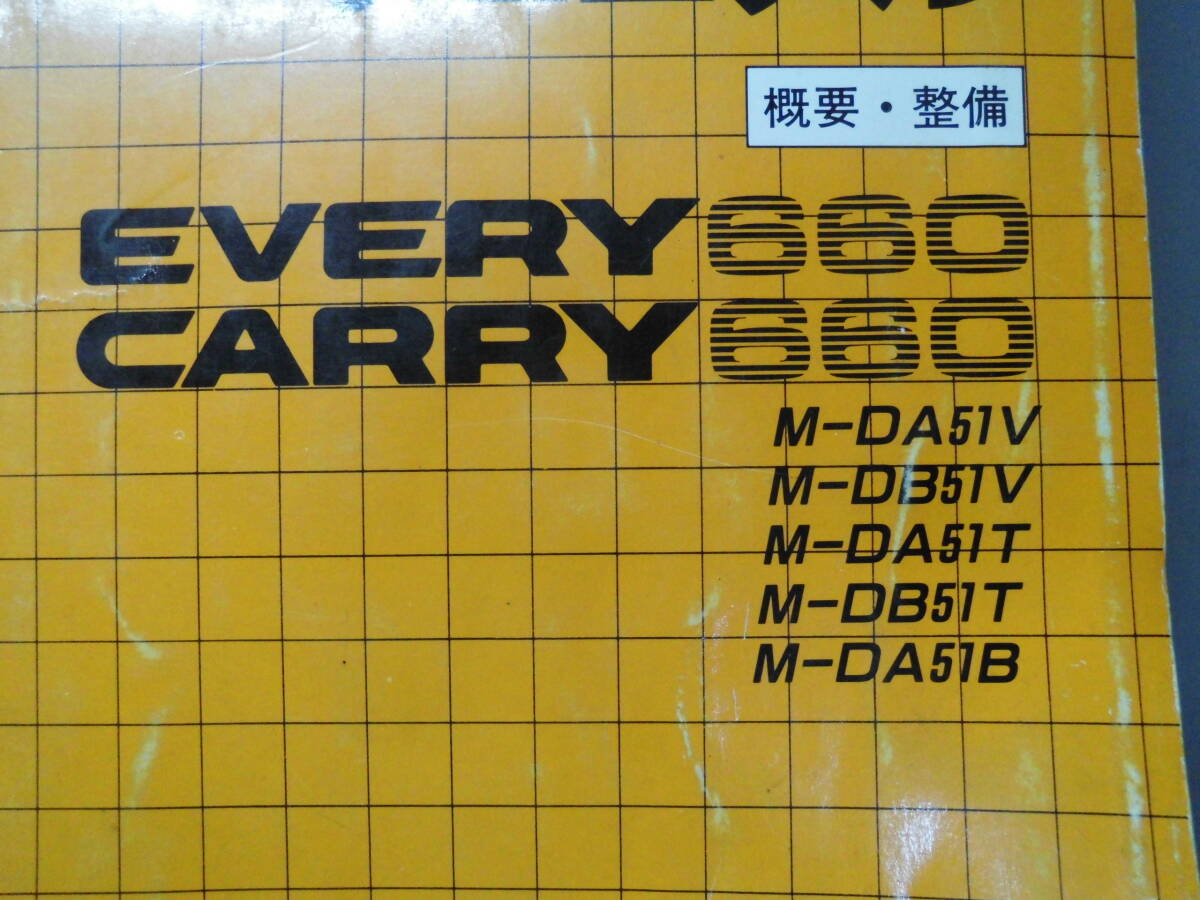 概要・整備
EVERY660
CARRY660
M-DA51V
M-DB51V
M-DA51T
M-DB51T
M-DA51B